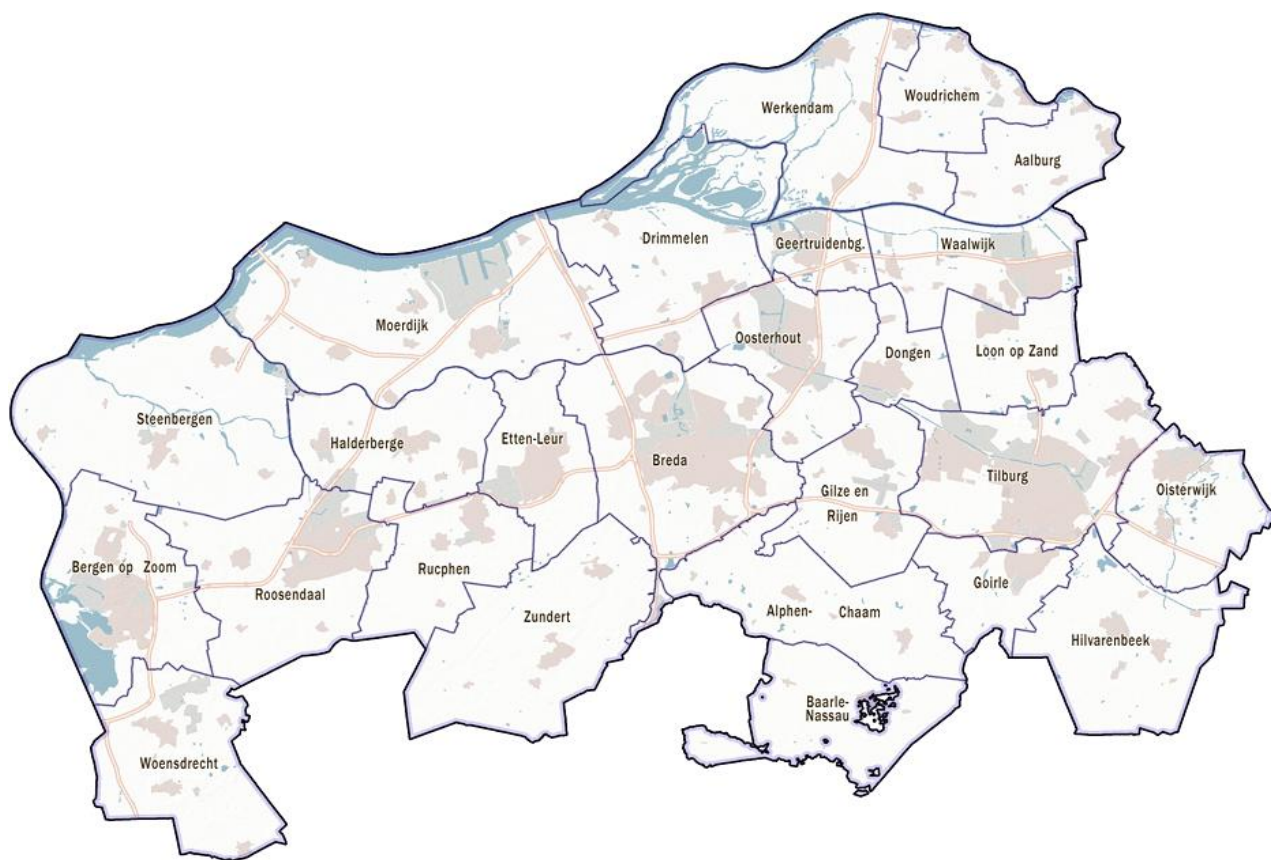 Woudrichem
Werkendam
Aalburg
Drimmelen
Geertruidenbg.
Waalwijk
Moerdijk
Oosterhout
Dongen
Loon op Zand
Steenbergen
Halderberge
Etten-Leur
Breda
Tilburg
Oisterwijk
Gilze en
Rijen
Bergen op Zoom
Roosendaal
Rucphen
Zundert
Alphen- Chaam
Goirle
Hilvarenbeek
Baarle-
Nassau
Woensdrecht